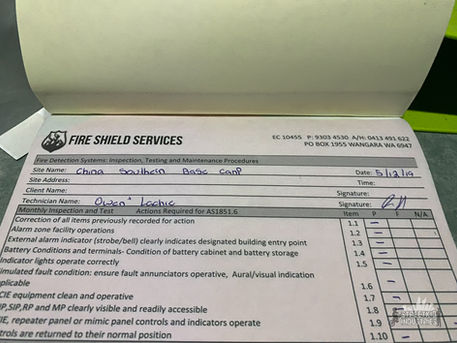 FIRE SHIELD SERVICES
EC 10455 P: 9303 4530 A/H: 0413 491 622
PO BOX 1955 WANGARA WA 6947
Fire Detection Systems: Inspection, Testing and Maintenance Procedures
Site Name: China Southern Base Camp Date: 5/12/19
Site Address: Time:
Client Name: Signature:
Technician Name: Owen Lachie Signature:
Monthly Inspection and Test Actions Required for AS1851.6 Item P F N/A
Correction of all items previously recorded for action 1.1 –
Alarm zone facility operations 1.2 –
External alarm indicator (strobe/bell) clearly indicates designated building entry point 1.3 –
Battery Conditions and terminals- Condition of battery cabinet and battery storage 1.4 –
Indicator lights operate correctly 1.5 –
imulated fault condition: ensure fault annunciators operative, Aural/visual indication
plicable 1.6 –
CIE equipment clean and operative 1.7 –
P,SIP,RP and MP clearly visible and readily accessible 1.8 –
IE, repeater panel or mimic panel controls and indicators operate 1.9 –
trols are returned to their normal position 1.10 –